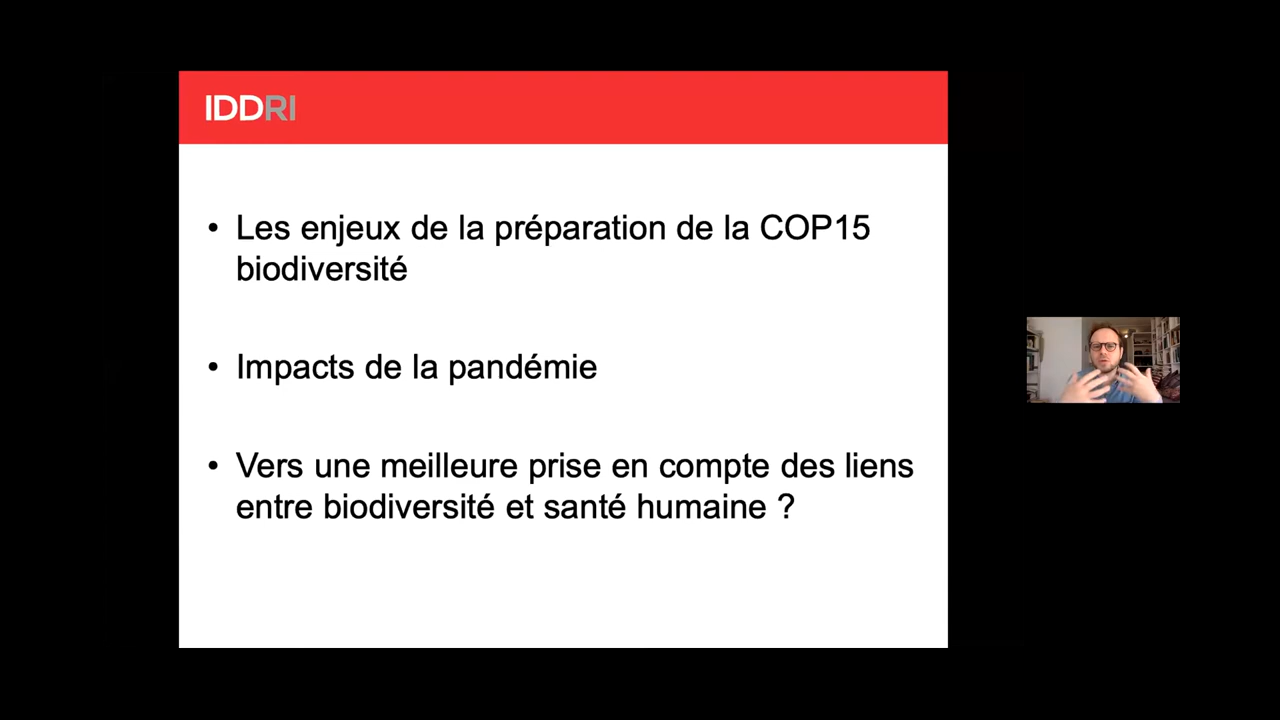 IDDRI
• Les enjeux de la préparation de la COP15
biodiversité
• Impacts de la pandémie
• Vers une meilleure prise en compte des liens
entre biodiversité et santé humaine ?